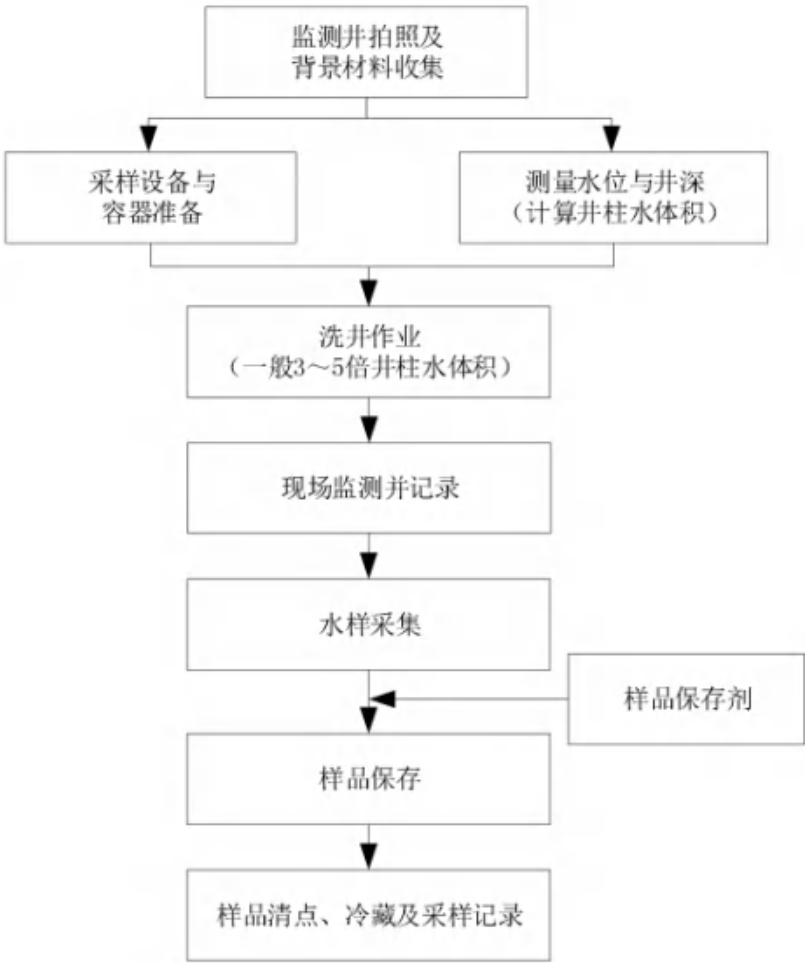 监测井拍照及
背景材料收集
采样设备与
容器准备
测量水位与井深
（计算井柱水体积）
洗井作业
（一般3～5倍井柱水体积）
现场监测并记录
水样采集
样品保存剂
样品保存
样品清点、冷藏及采样记录